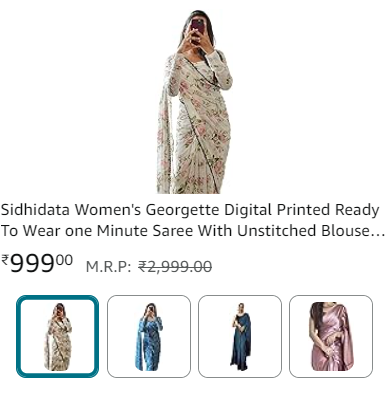 Sidhidata Women's Georgette Digital Printed Ready
To Wear one Minute Saree With Unstitched Blouse...
₹999⁰⁰ M.R.P: ₹2,999.00